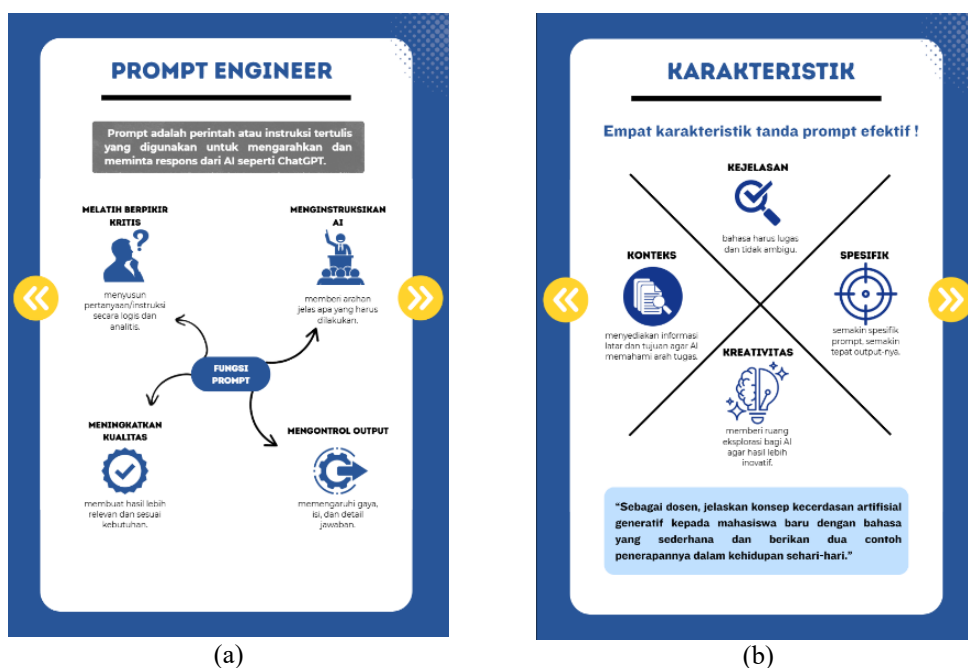 PROMPT ENGINEER
Prompt adalah perintah atau instruksi tertulis
yang digunakan untuk mengarahkan dan
meminta respons dari AI seperti ChatGPT.
MELATIH BERPIKIR
KRITIS
menyusun
pertanyaan/instruksi
secara logis dan
analitis.
MENGINSTRUKSIKAN
AI
memberi arahan
jelas apa yang harus
dilakukan.
FUNGSI
PROMPT
MENINGKATKAN
KUALITAS
membuat hasil lebih
relevan dan sesuai
kebutuhan.
MENGONTROL OUTPUT
memengaruhi gaya,
isi, dan detail
jawaban.
(a)
KARAKTERISTIK
Empat karakteristik tanda prompt efektif !
KEJELASAN
bahasa harus lugas
dan tidak ambigu.
KONTEKS
menyediakan informasi
latar dan tujuan agar AI
memahami arah tugas.
SPESIFIK
semakin spesifik
prompt, semakin
tepat output-nya.
KREATIVITAS
memberi ruang
eksplorasi bagi AI
agar hasil lebih
inovatif.
"Sebagai dosen, jelaskan konsep kecerdasan artifisial
generatif kepada mahasiswa baru dengan bahasa
yang sederhana dan berikan dua contoh
penerapannya dalam kehidupan sehari-hari."
(b)